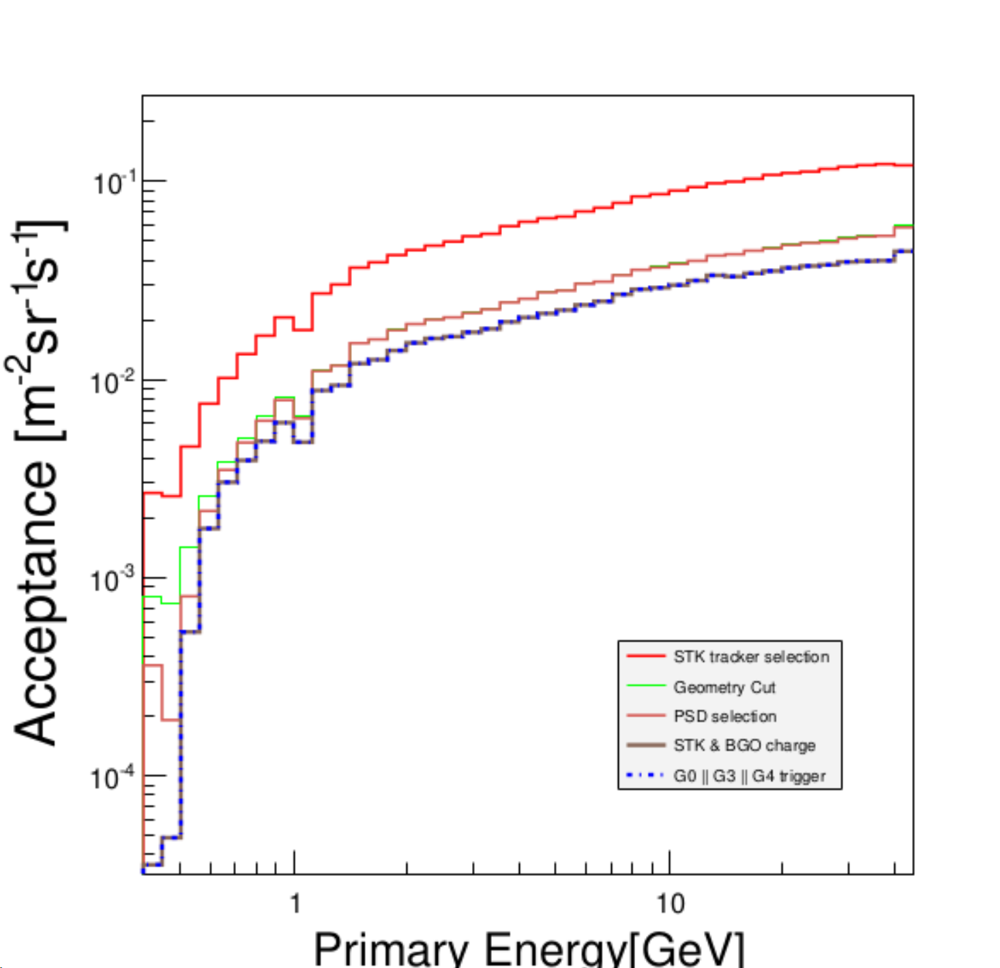 Acceptance [m⁻²sr⁻¹s⁻¹]
10⁻¹
10⁻²
10⁻³
10⁻⁴
STK tracker selection
Geometry Cut
PSD selection
STK & BGO charge
G0 || G3 || G4 trigger
1 10
Primary Energy[GeV]